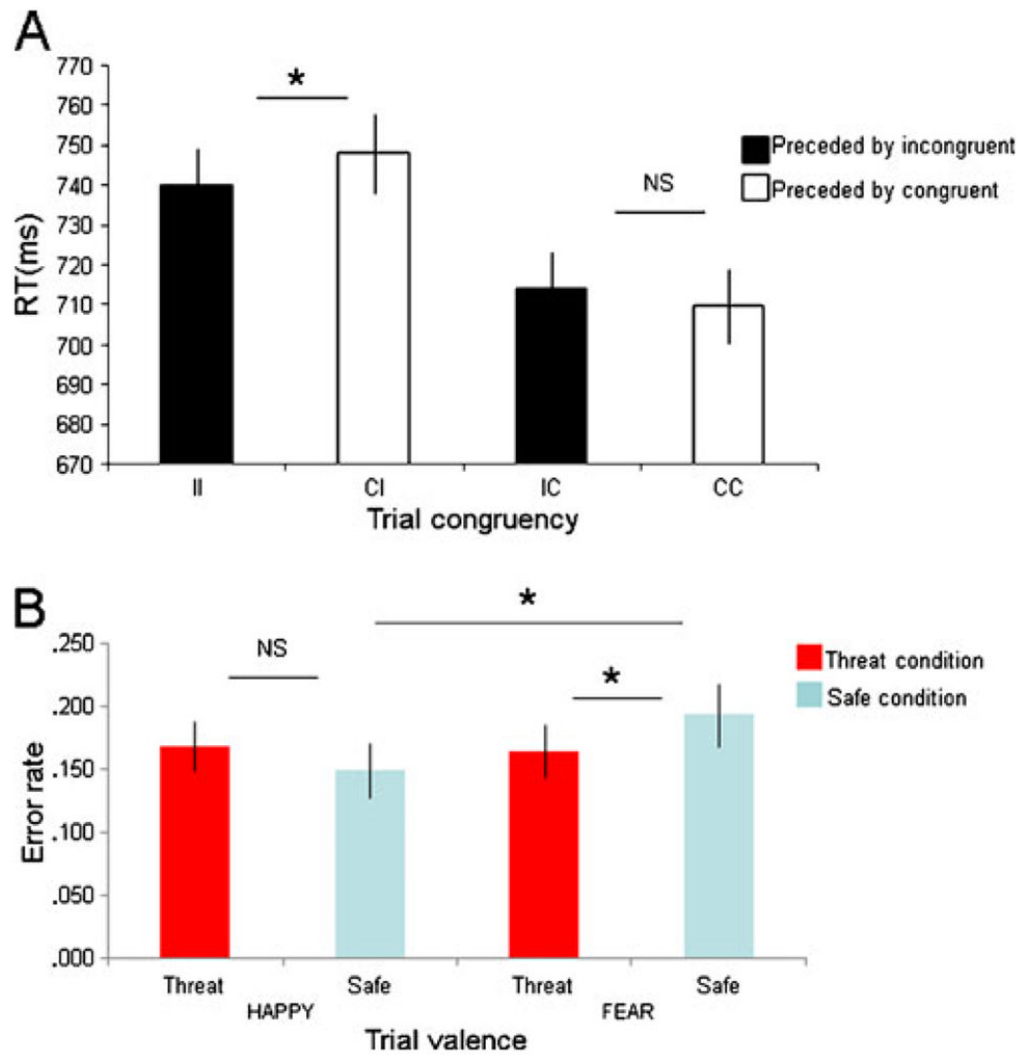 A
770
760
750
740
730
720
710
700
690
680
670
RT(ms)
*
NS
Preceded by incongruent
Preceded by congruent
II CI IC CC
Trial congruency
B
.250
.200
.150
.100
.050
.000
Error rate
*
NS
*
Threat condition
Safe condition
Threat Safe Threat Safe
HAPPY FEAR
Trial valence